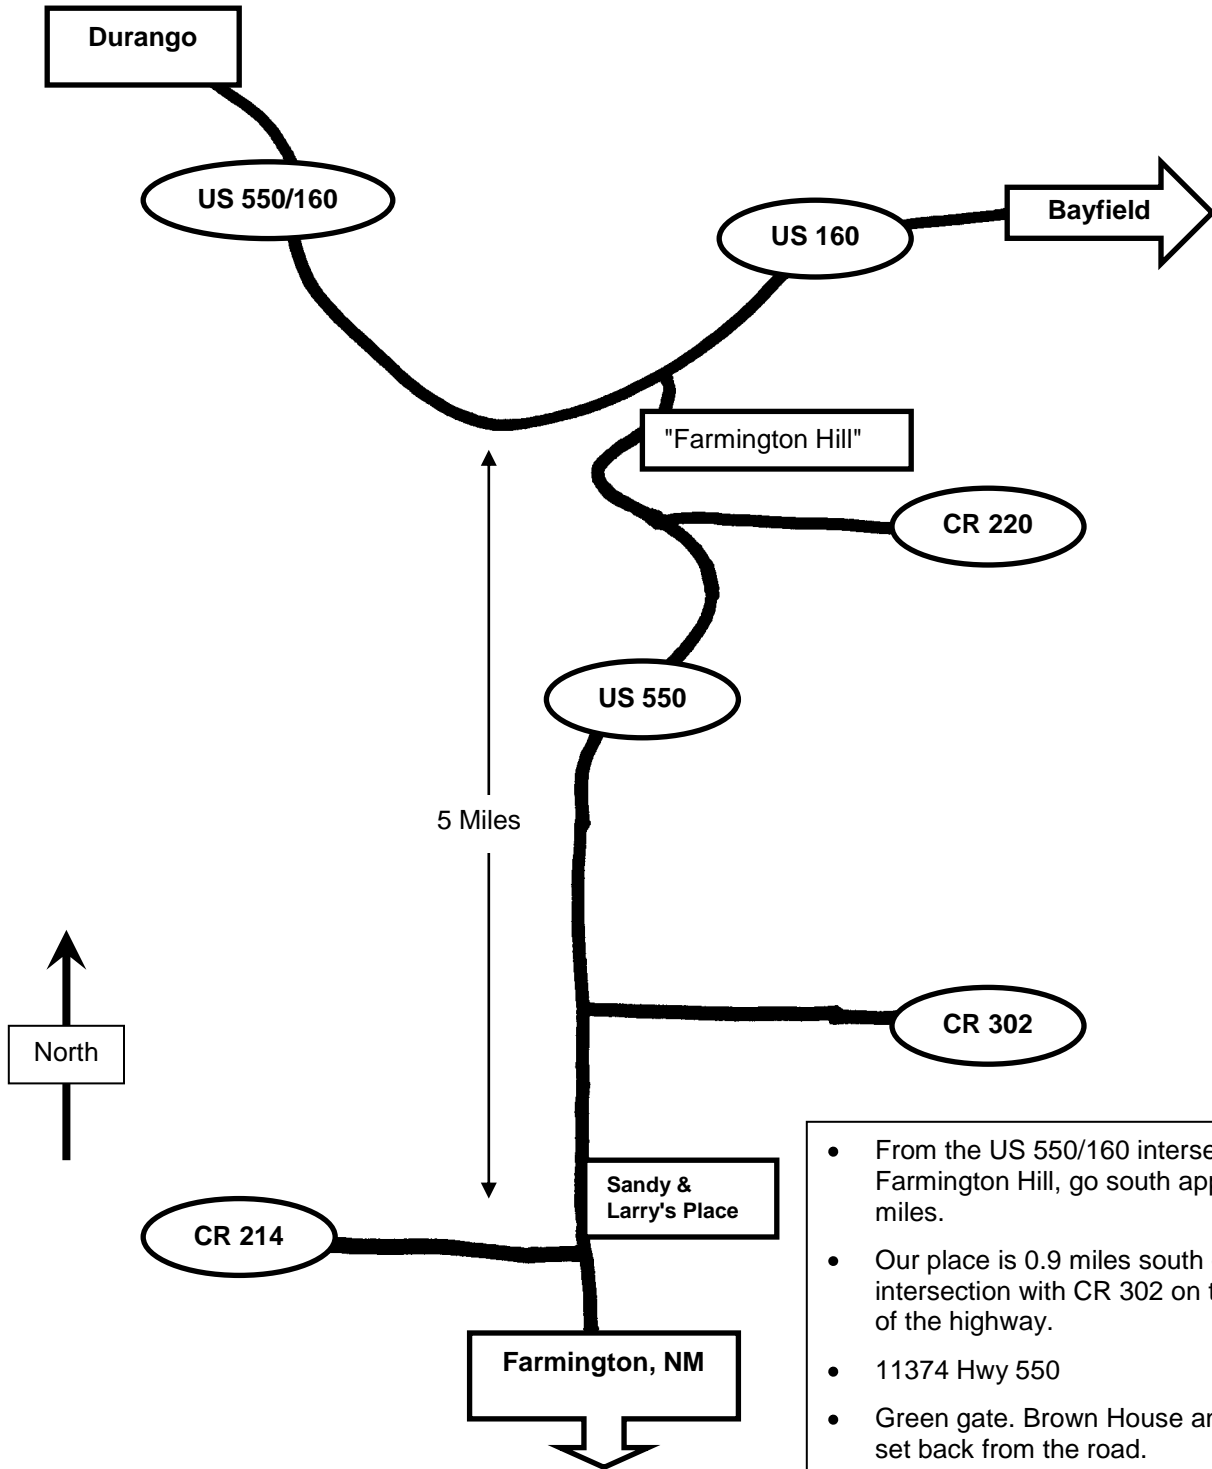 Durango
US 550/160
US 160
Bayfield
"Farmington Hill"
CR 220
US 550
5 Miles
North
CR 302
Sandy &
Larry's Place
CR 214
Farmington, NM
• From the US 550/160
Farmington Hill, go south
miles.
• Our place is 0.9 miles south
intersection with CR 302 on
of the highway.
• 11374 Hwy 550
• Green gate. Brown House
set back from the road.